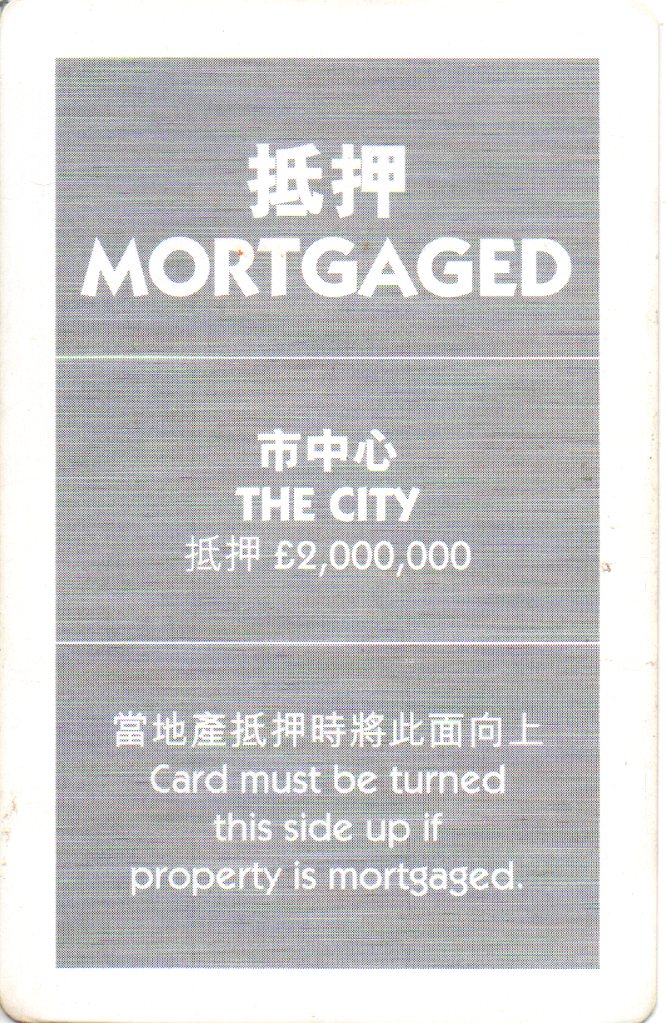 抵押
MORTGAGED
市中心
THE CITY
抵押 £2,000,000
當地產抵押時將此面向上
Card must be turned
this side up if
property is mortgaged.